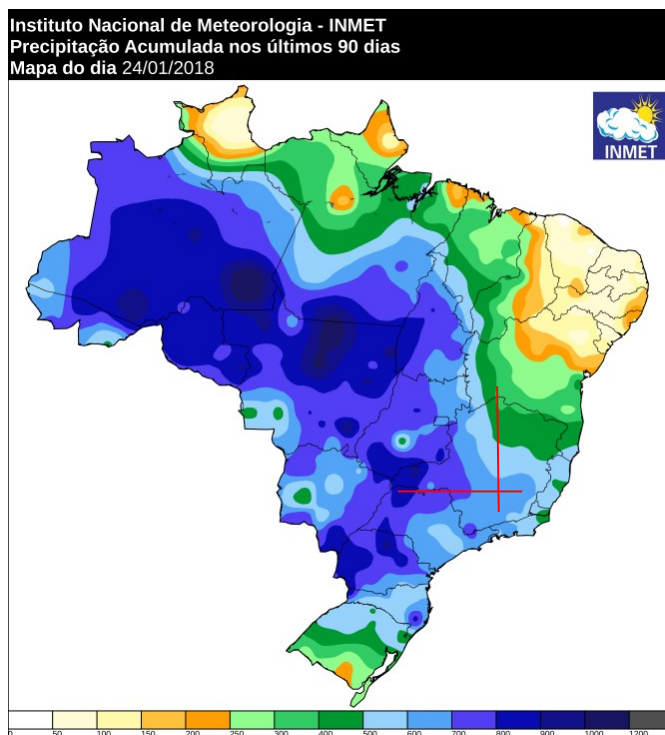 Instituto Nacional de Meteorologia - INMET
Precipitação Acumulada nos últimos 90 dias
Mapa do dia 24/01/2018
INMET
0 50 100 150 200 250 300 400 500 600 700 800 900 1000 1200